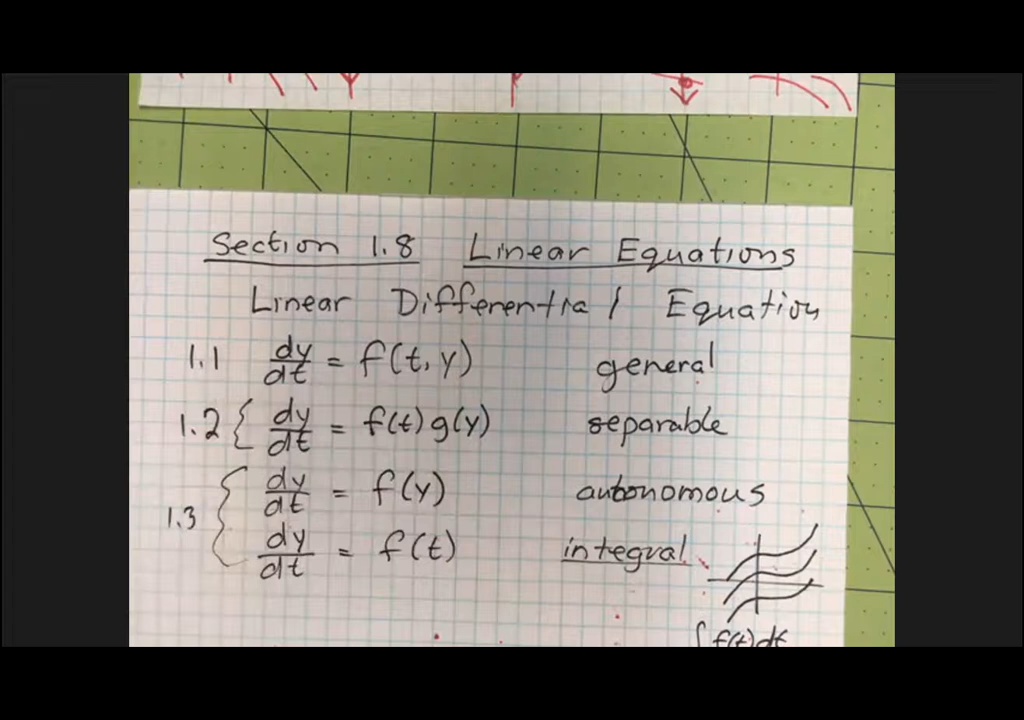 Section 1.8 Linear Equations
Linear Differential Equation
1.1 dy/dt = f(t,y) general
1.2 { dy/dt = f(t)g(y) separable
1.3 { dy/dt = f(y) autonomous
dy/dt = f(t) integral
∫f(t)dt